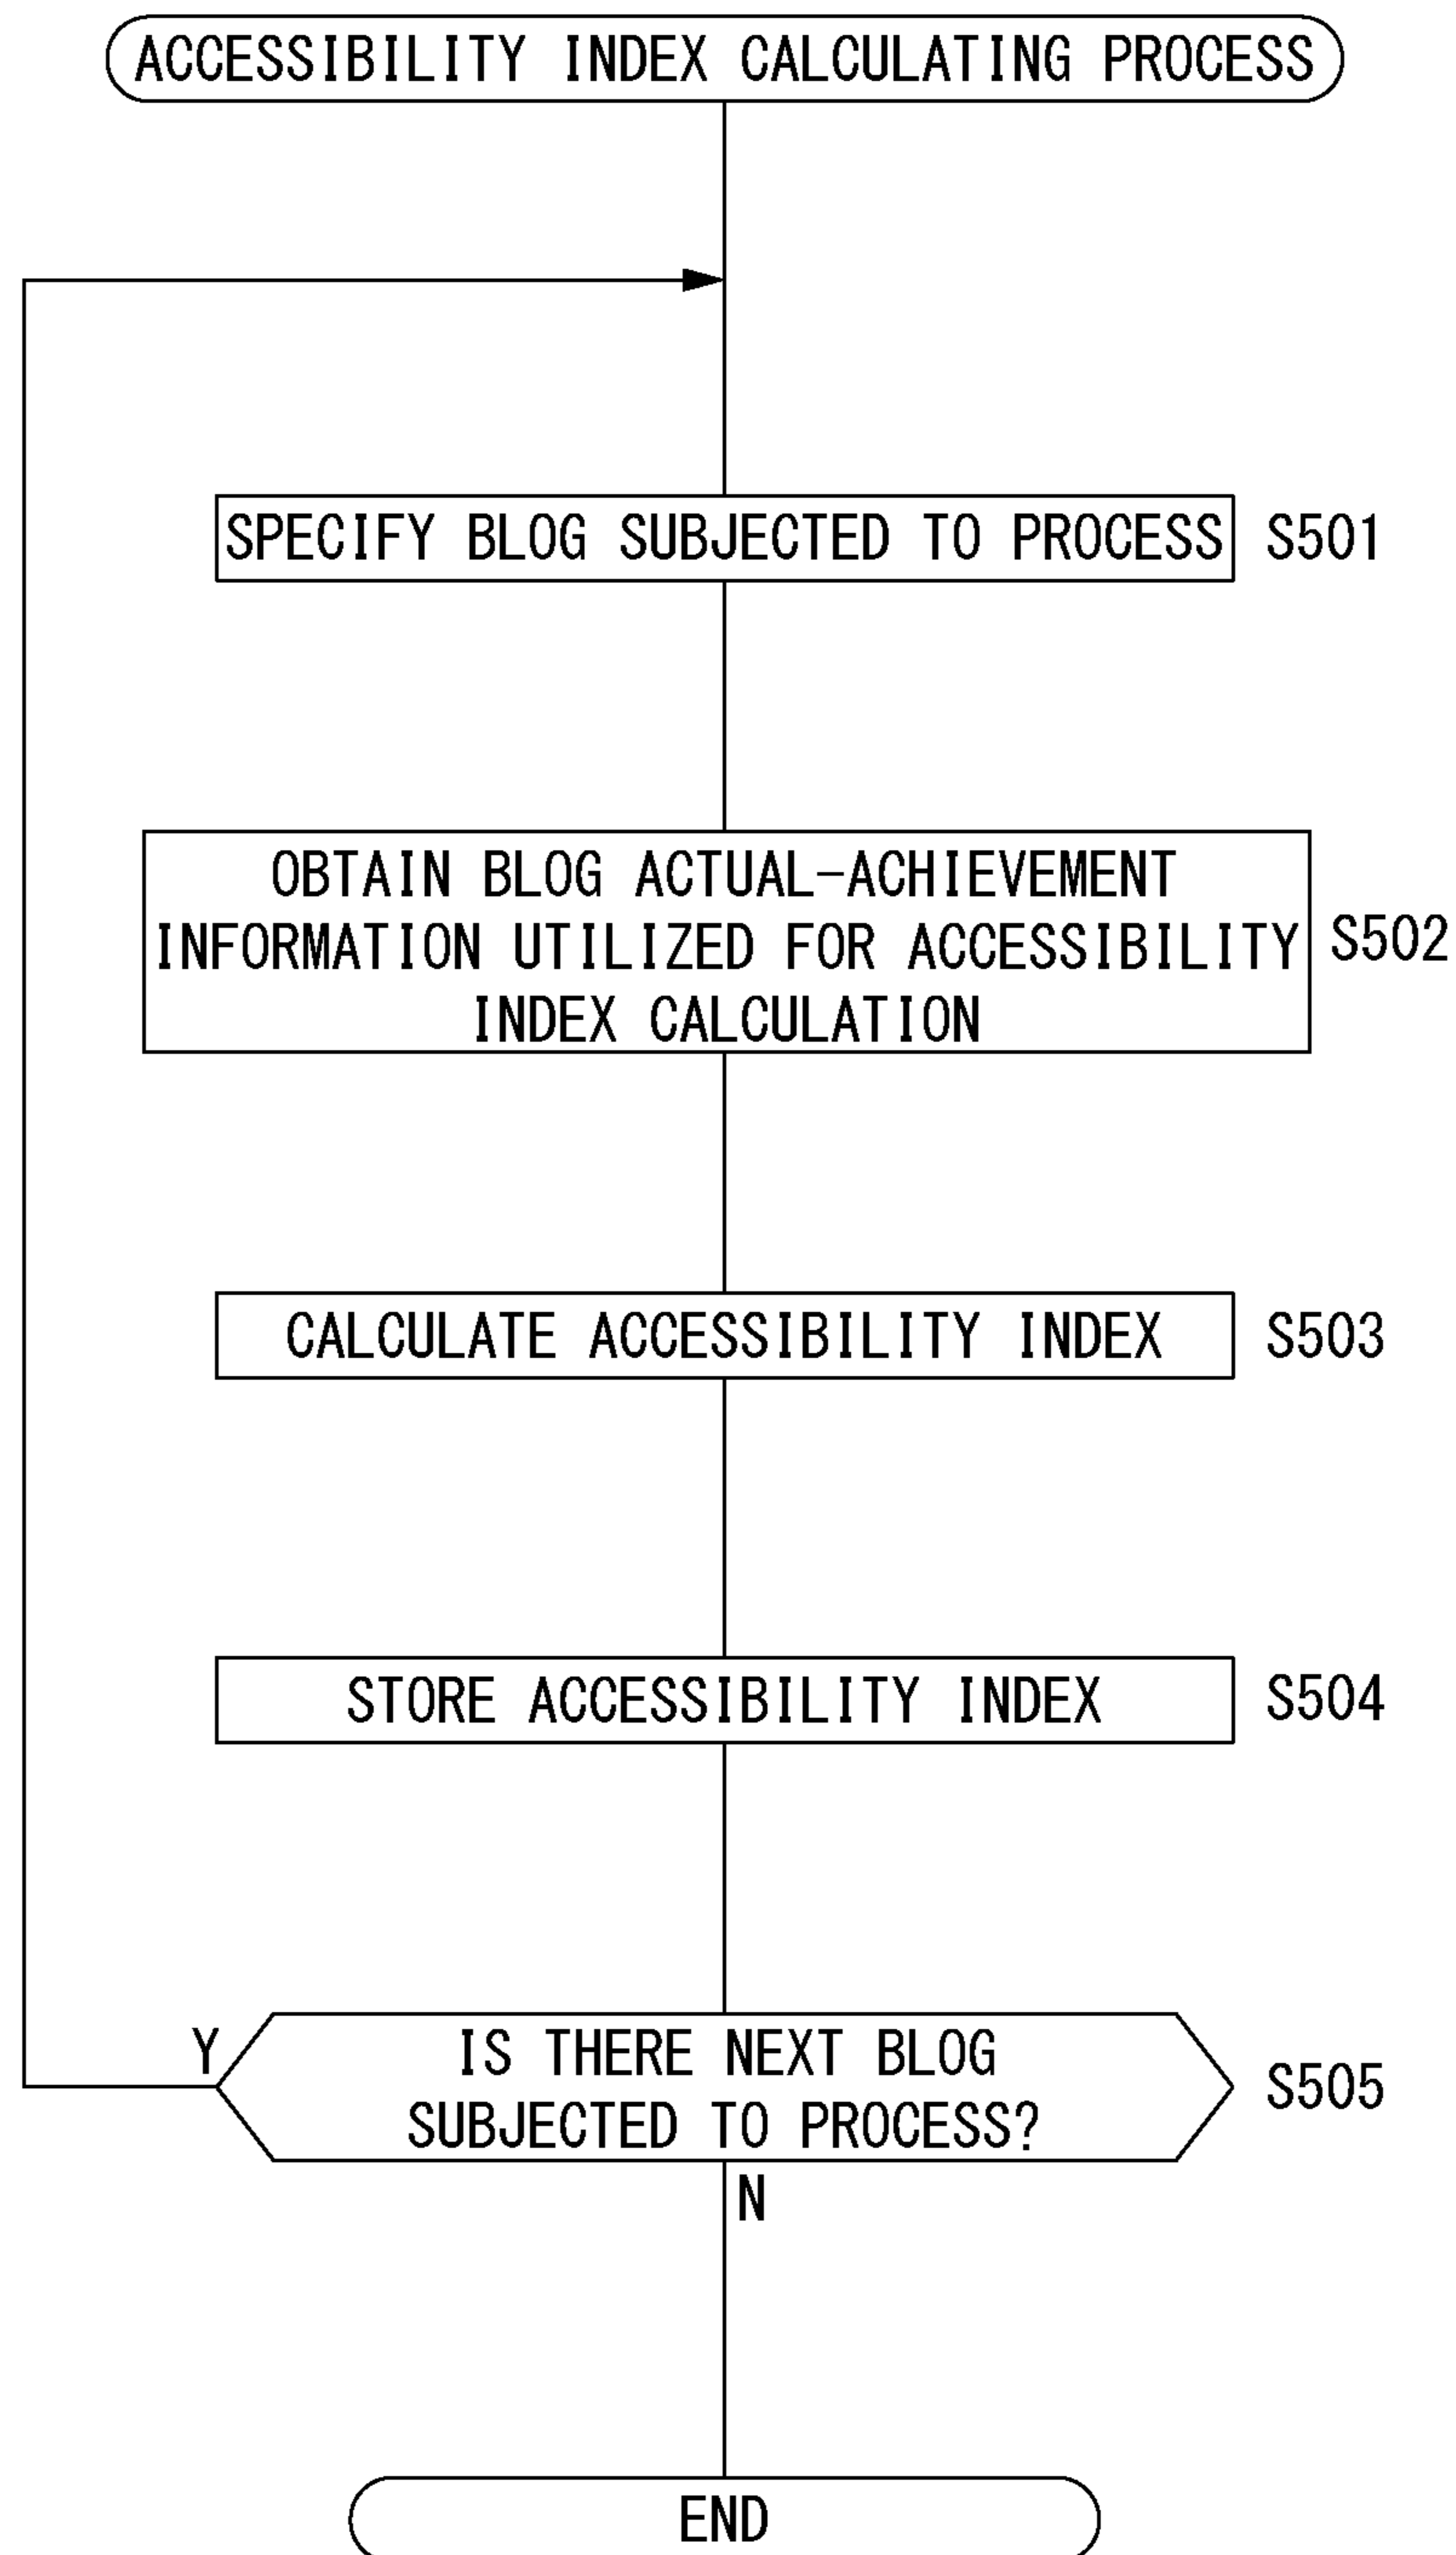 ACCESSIBILITY INDEX CALCULATING PROCESS
SPECIFY BLOG SUBJECTED TO PROCESS
S501
OBTAIN BLOG ACTUAL-ACHIEVEMENT
INFORMATION UTILIZED FOR ACCESSIBILITY
INDEX CALCULATION
S502
CALCULATE ACCESSIBILITY INDEX
S503
STORE ACCESSIBILITY INDEX
S504
Y
IS THERE NEXT BLOG
SUBJECTED TO PROCESS?
S505
N
END